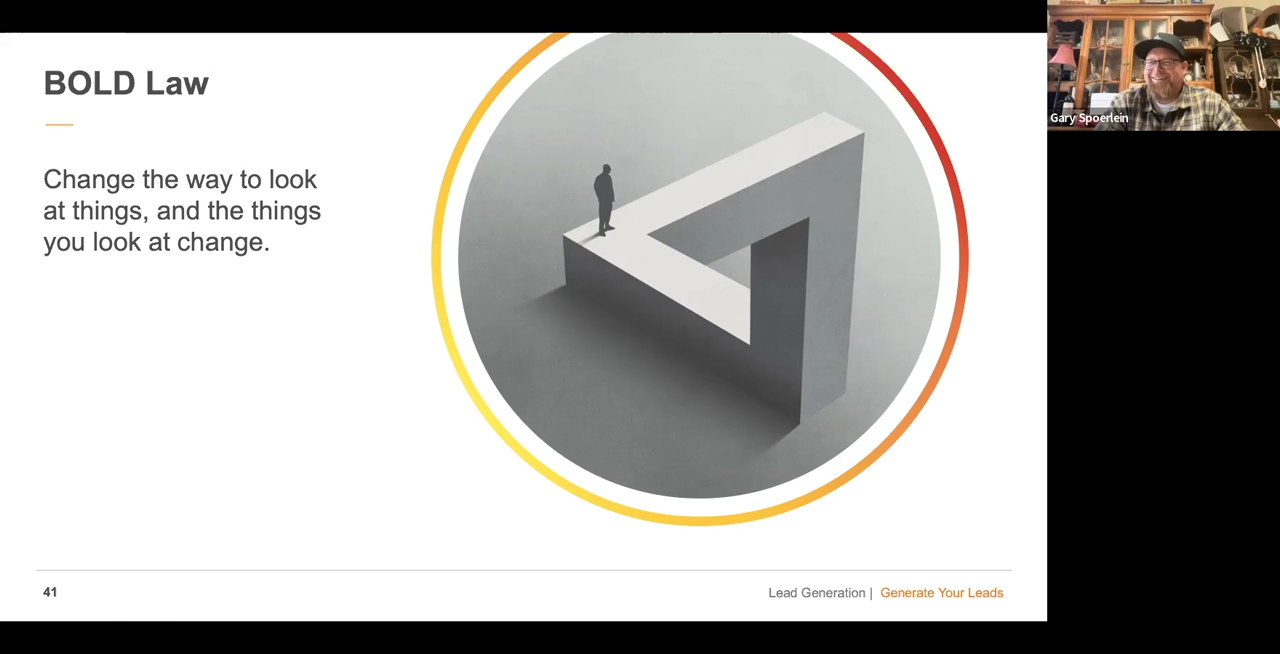 BOLD Law
Change the way to look
at things, and the things
you look at change.
41
Lead Generation | Generate Your Leads
Gary Spoerlein